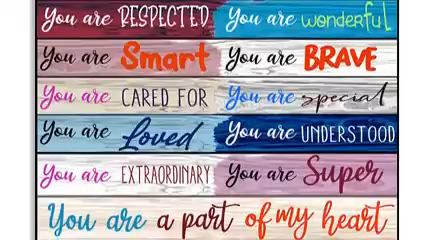 You are RESPECTED You are wonderful
You are Smart You are BRAVE
You are CARED FOR You are special
You are Loved You are UNDERSTOOD
You are EXTRAORDINARY You are Super
You are a part of my heart